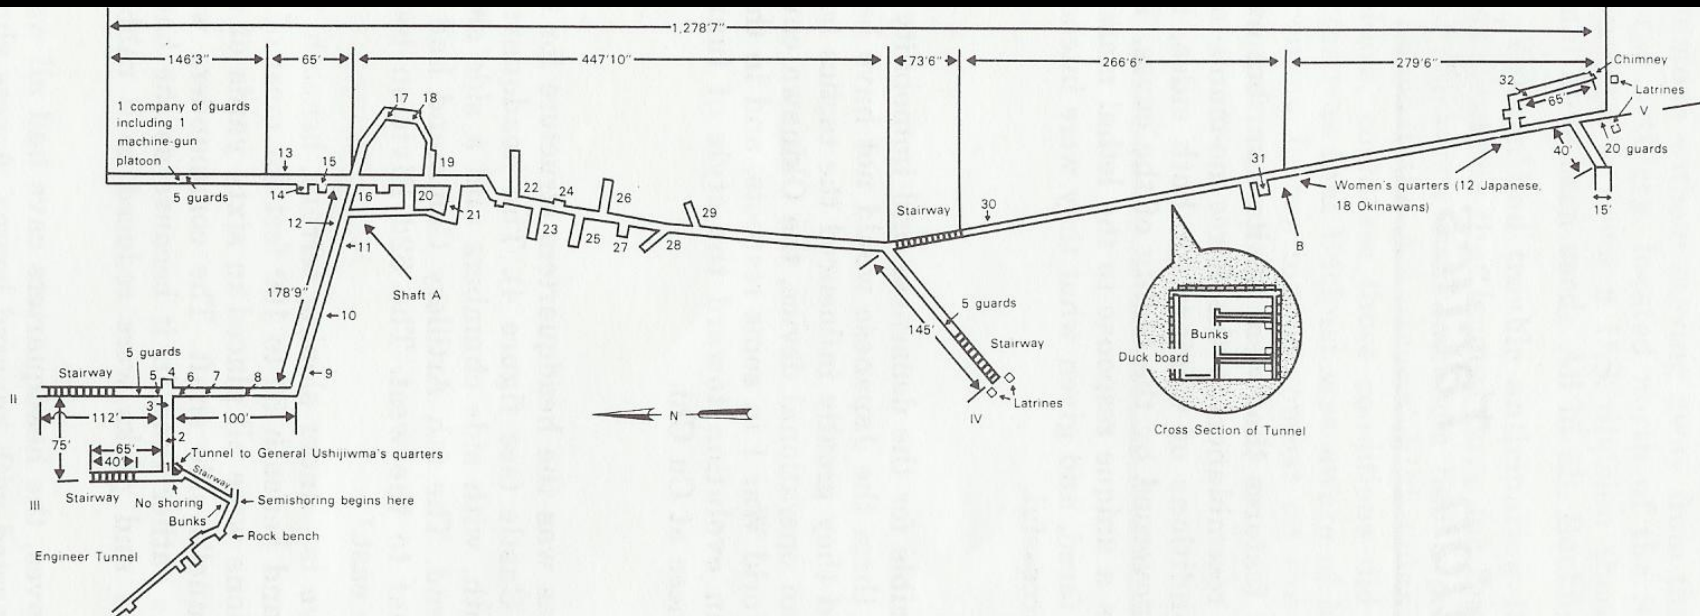 1,278'7"
146'3"
65'
447'10"
73'6"
266'6"
279'6"
Chimney
Latrines
V
32
65'
1 company of guards
including 1
machine-gun
platoon
5 guards
13
14
15
16
17
18
19
20
21
22
23
24
25
26
27
28
29
Stairway
30
31
40'
20 guards
15'
Women's quarters (12 Japanese,
18 Okinawans)
B
12
11
Shaft A
178'9"
10
9
5 guards
145'
Stairway
IV
Latrines
Bunks
Duck board
Cross Section of Tunnel
N
5 guards
Stairway
II
5
4
6
7
8
3
112'
100'
75'
2
65'
40'
1
Tunnel to General Ushijiwma's quarters
Stairway
Stairway
III
No shoring
Semishoring begins here
Bunks
Rock bench
Engineer Tunnel